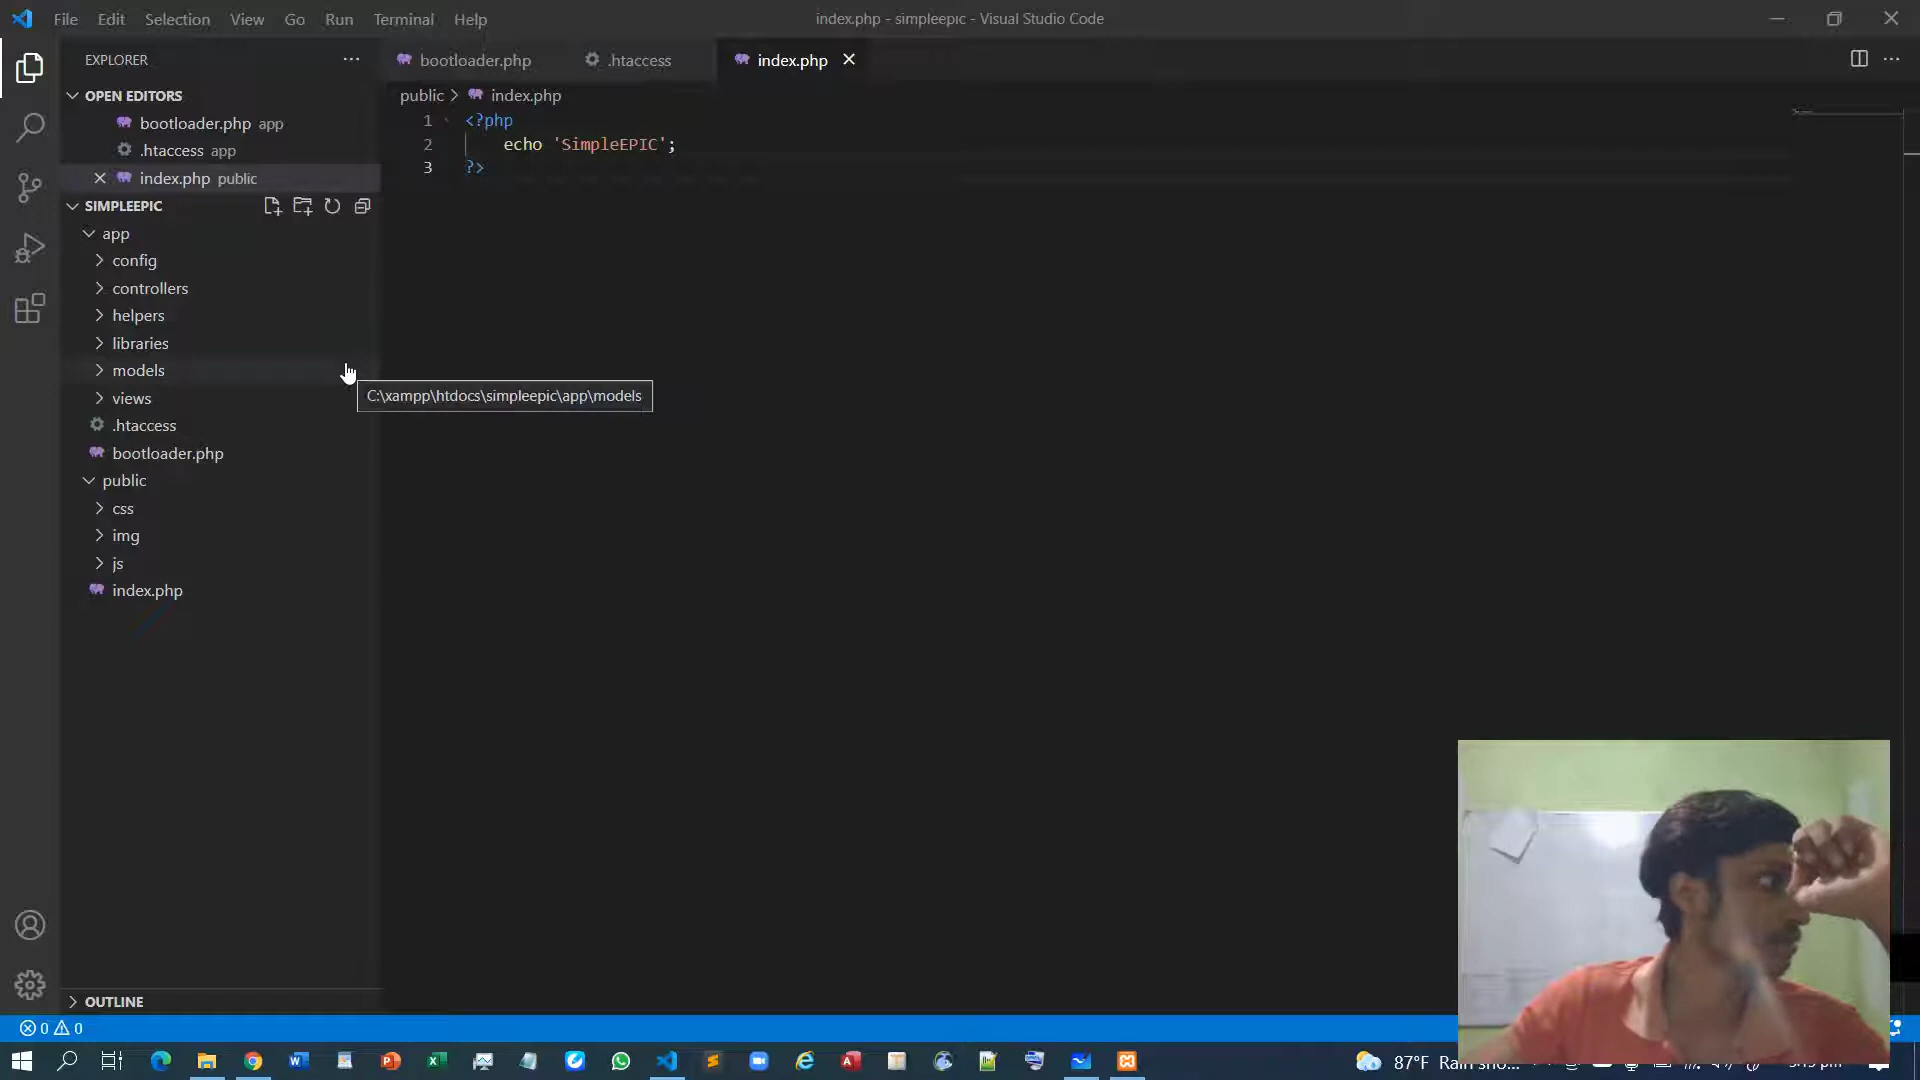 File Edit Selection View Go Run Terminal Help
index.php - simpleepic - Visual Studio Code
EXPLORER
bootloader.php
.htaccess
index.php
OPEN EDITORS
bootloader.php app
.htaccess app
index.php public
SIMPLEEPIC
app
config
controllers
helpers
libraries
models
views
.htaccess
bootloader.php
public
css
img
js
index.php
OUTLINE
public > index.php
1 <?php
2 echo 'SimpleEPIC';
3 ?>
C:\xampp\htdocs\simpleepic\app\models
0 0
87°F Rain sho...